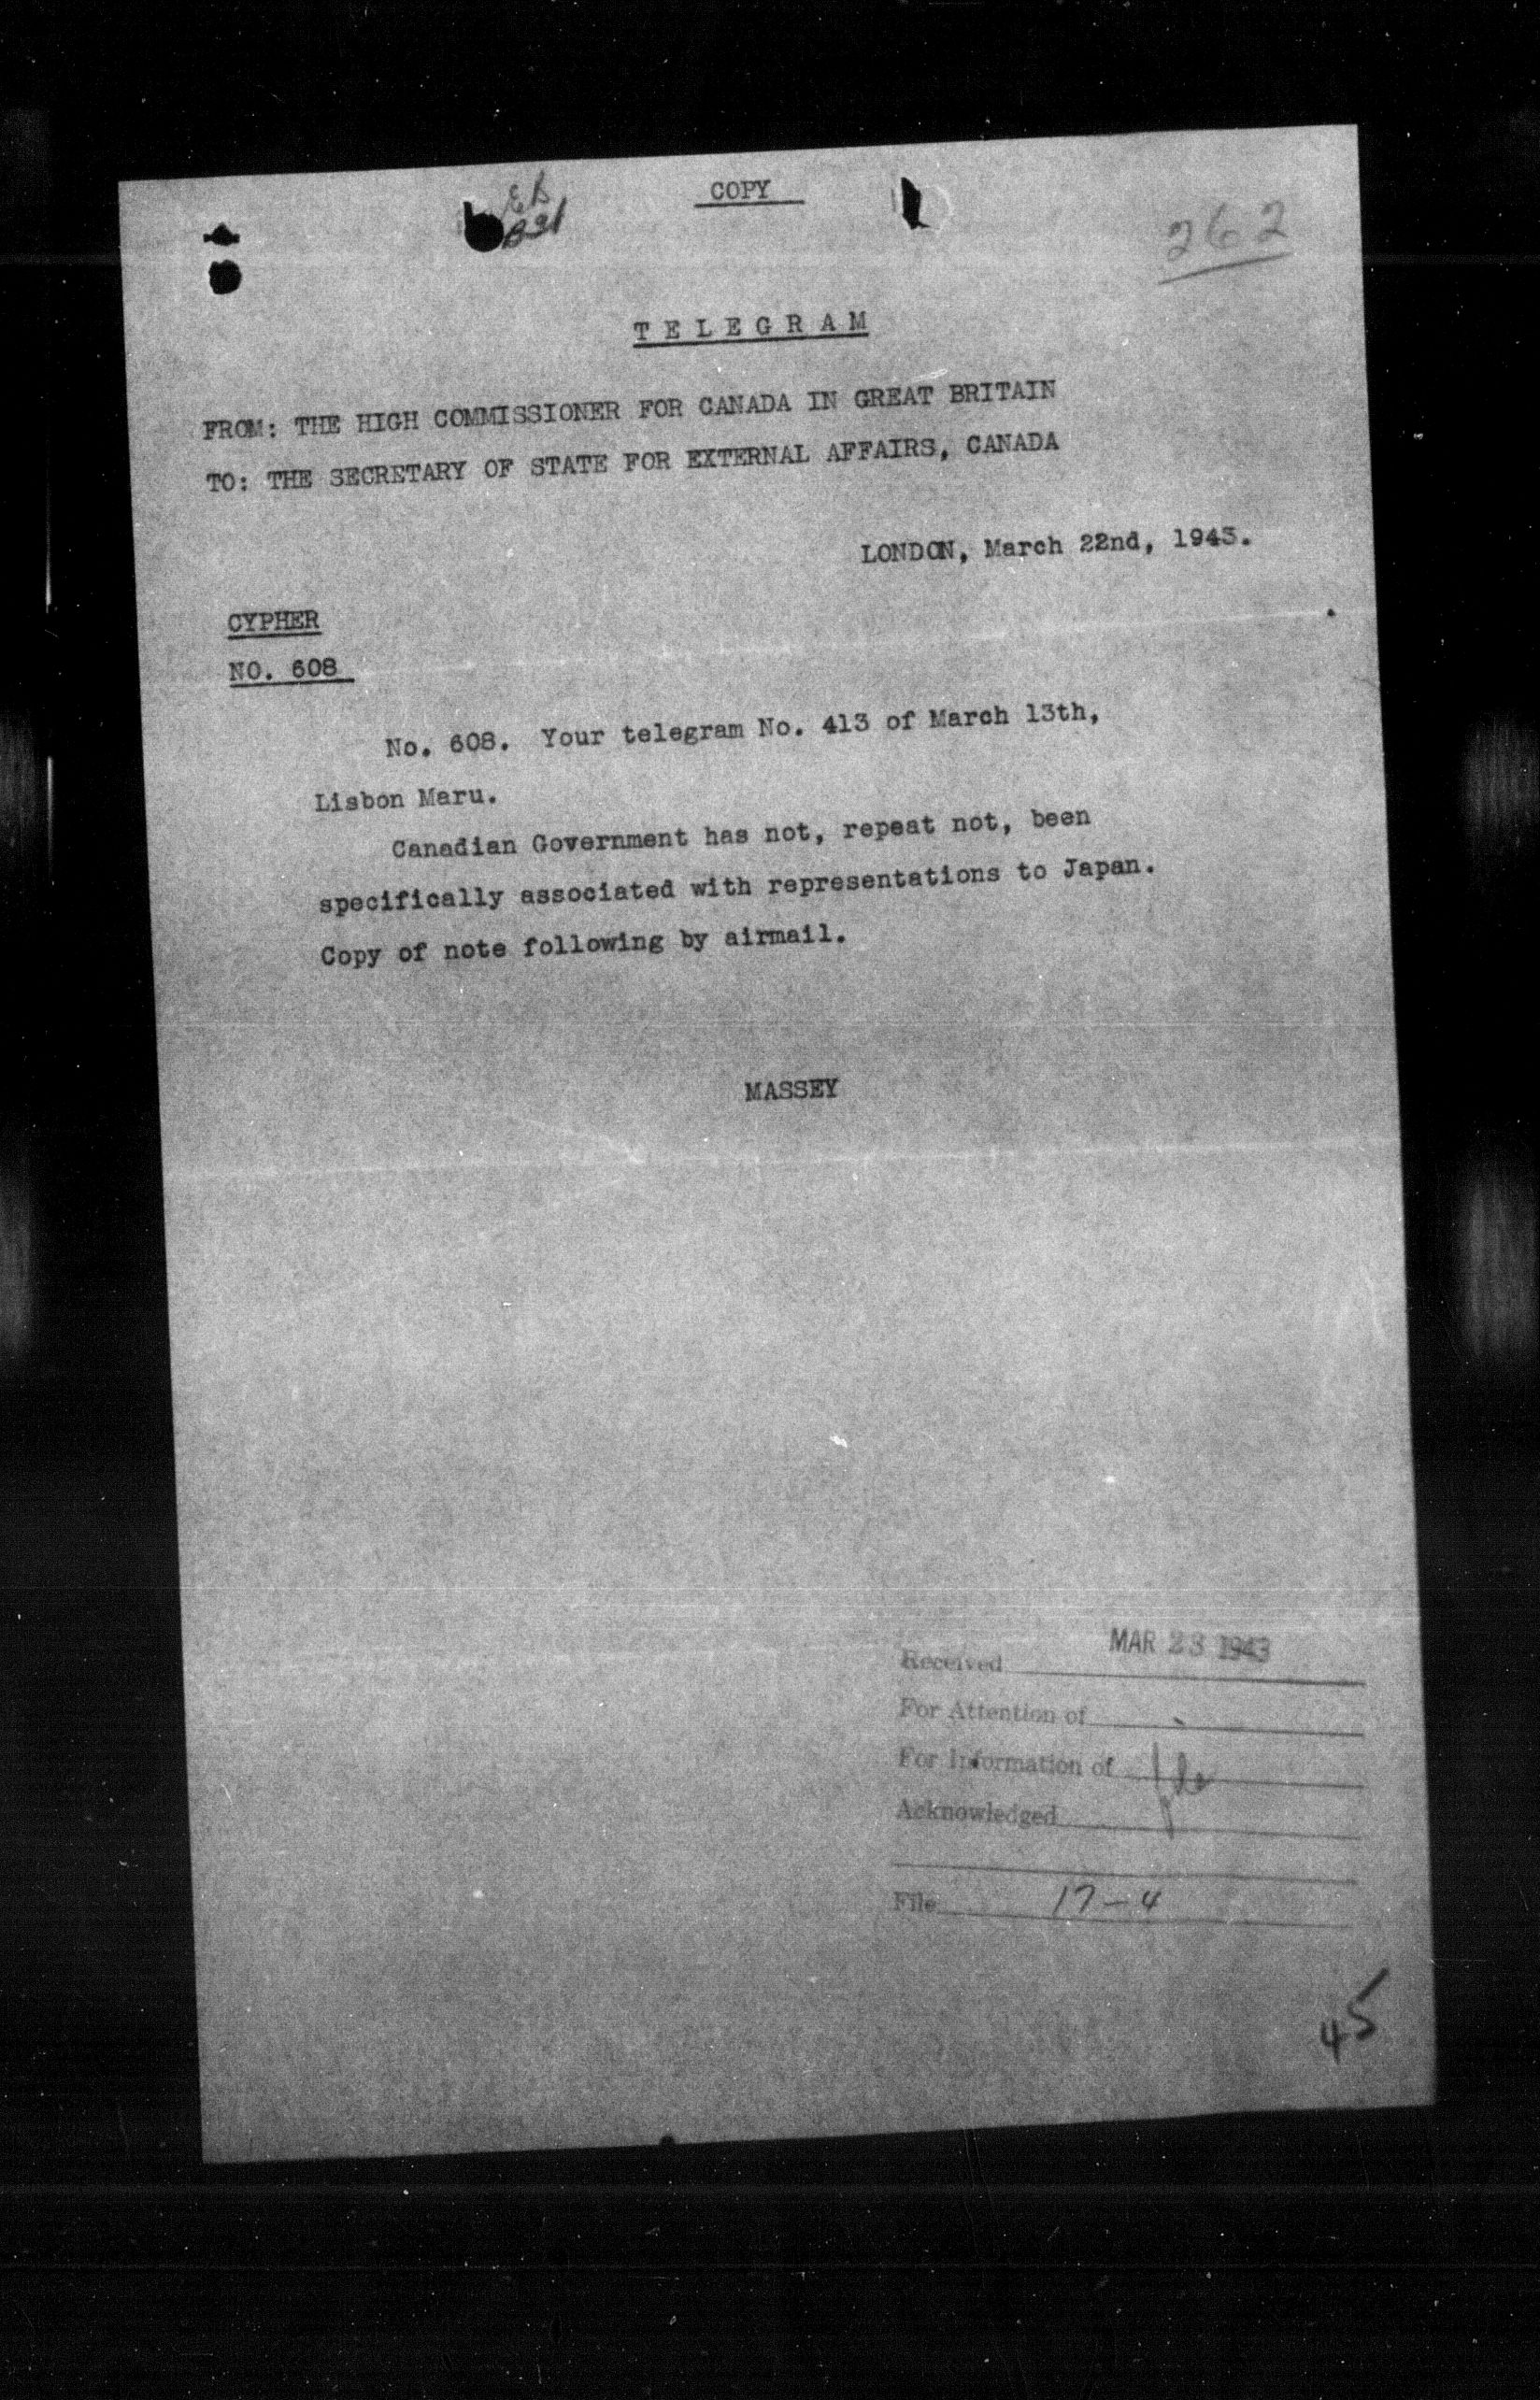 COPY
262
T E L E G R A M
FROM: THE HIGH COMMISSIONER FOR CANADA IN GREAT BRITAIN
TO: THE SECRETARY OF STATE FOR EXTERNAL AFFAIRS, CANADA
LONDON, March 22nd, 1943.
CYPHER
NO. 608
No. 608. Your telegram No. 413 of March 13th,
Lisbon Maru.
Canadian Government has not, repeat not, been
specifically associated with representations to Japan.
Copy of note following by airmail.
MASSEY
Received MAR 23 1943
For Attention of
For Information of
Acknowledged
File 17-4
45